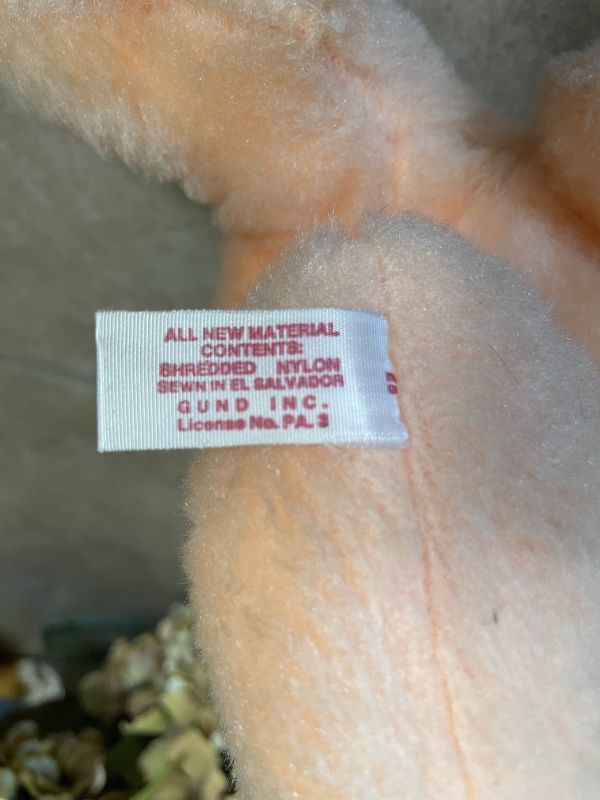 ALL NEW MATERIAL
CONTENTS:
SHREDDED NYLON
SEWN IN EL SALVADOR
GUND INC.
License No. PA. 3